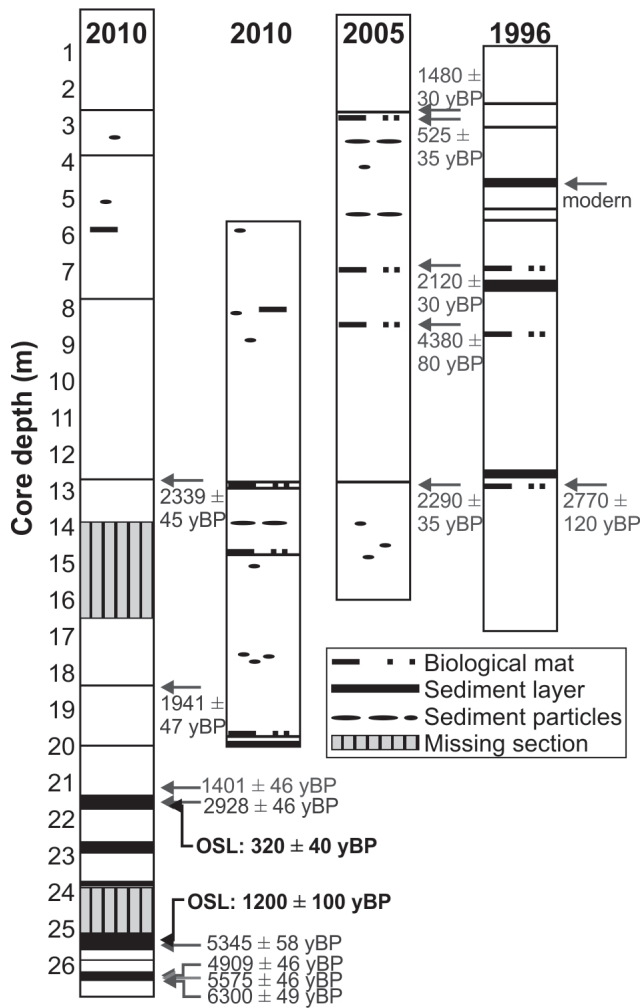 2010
2010
2005
1996
Core depth (m)
1
2
3
4
5
6
7
8
9
10
11
12
13
14
15
16
17
18
19
20
21
22
23
24
25
26
2339 ±
45 yBP
1941 ±
47 yBP
1401 ± 46 yBP
2928 ± 46 yBP
OSL: 320 ± 40 yBP
OSL: 1200 ± 100 yBP
5345 ± 58 yBP
4909 ± 46 yBP
5575 ± 46 yBP
6300 ± 49 yBP
1480 ±
30 yBP
525 ±
35 yBP
2120 ±
30 yBP
4380 ±
80 yBP
2290 ±
35 yBP
modern
2770 ±
120 yBP
Biological mat
Sediment layer
Sediment particles
Missing section